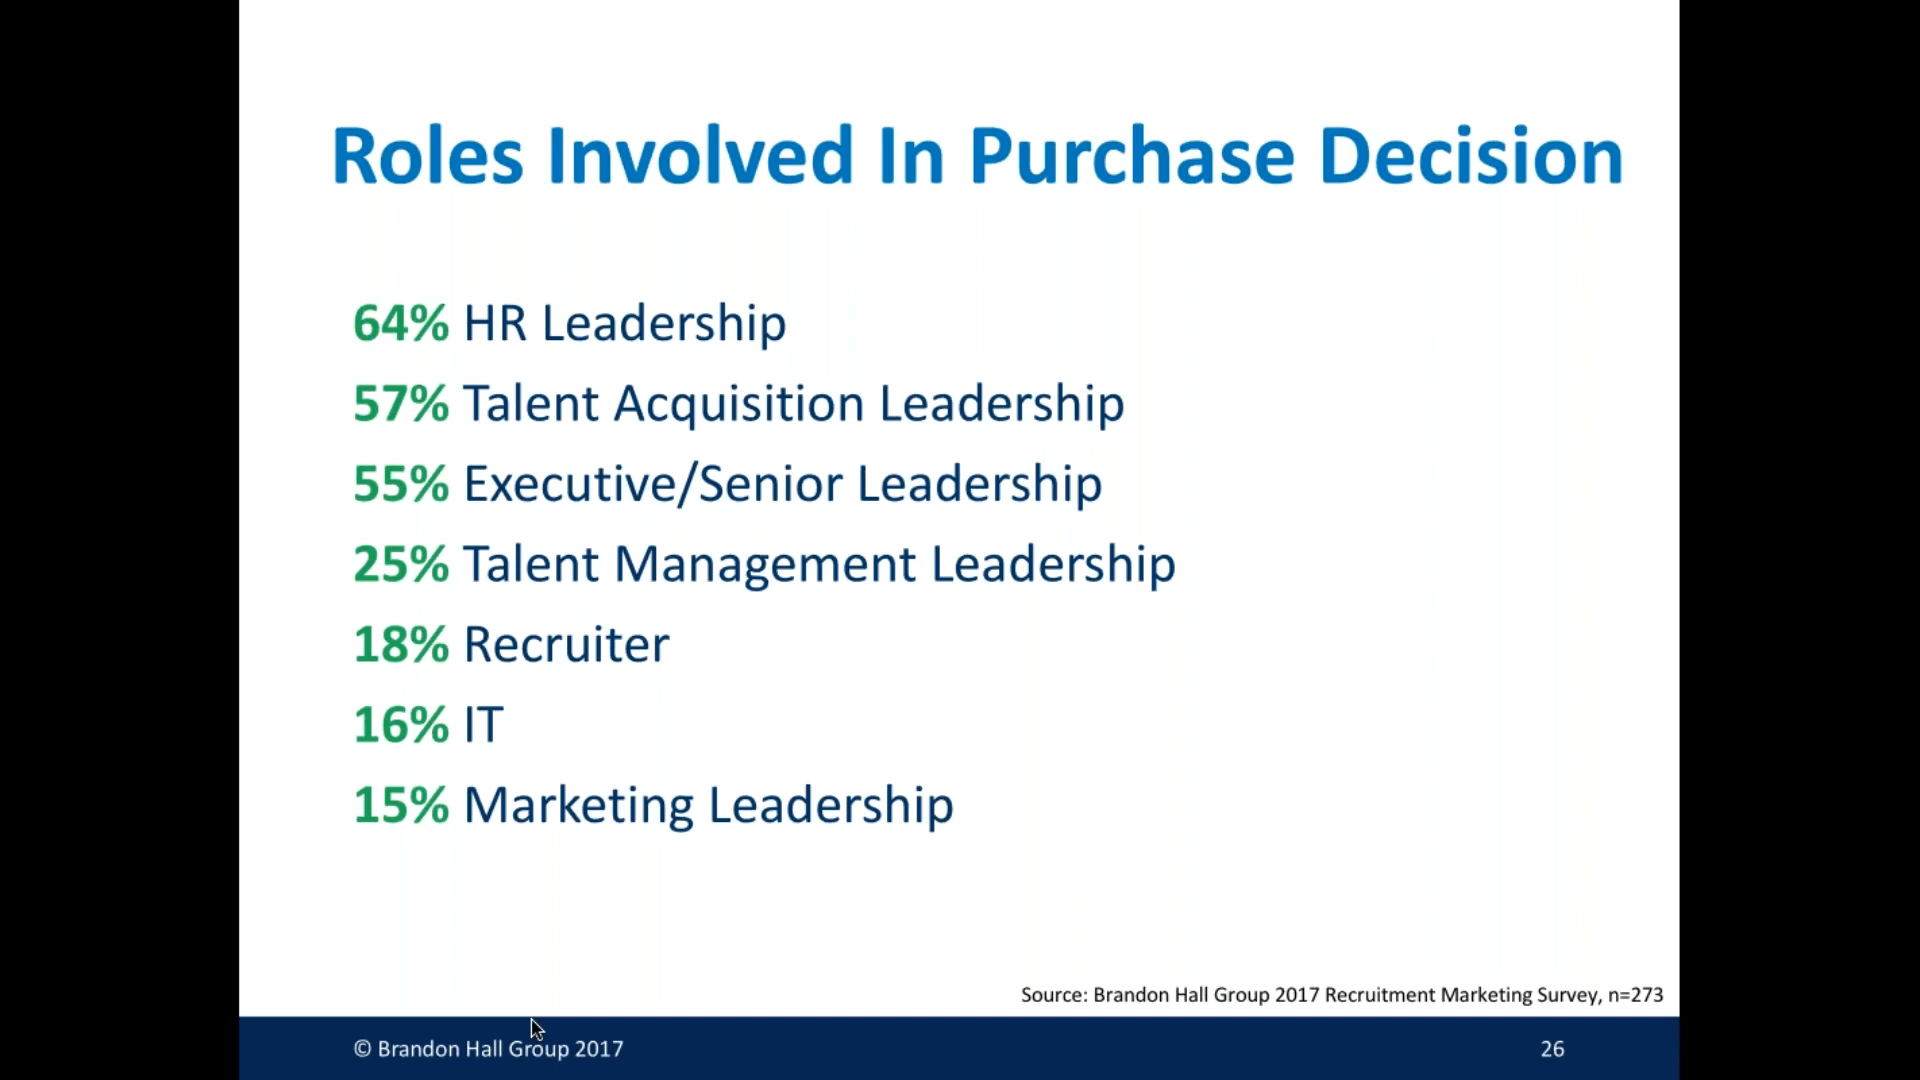 Roles Involved In Purchase Decision
64% HR Leadership
57% Talent Acquisition Leadership
55% Executive/Senior Leadership
25% Talent Management Leadership
18% Recruiter
16% IT
15% Marketing Leadership
Source: Brandon Hall Group 2017 Recruitment Marketing Survey, n=273
© Brandon Hall Group 2017
26